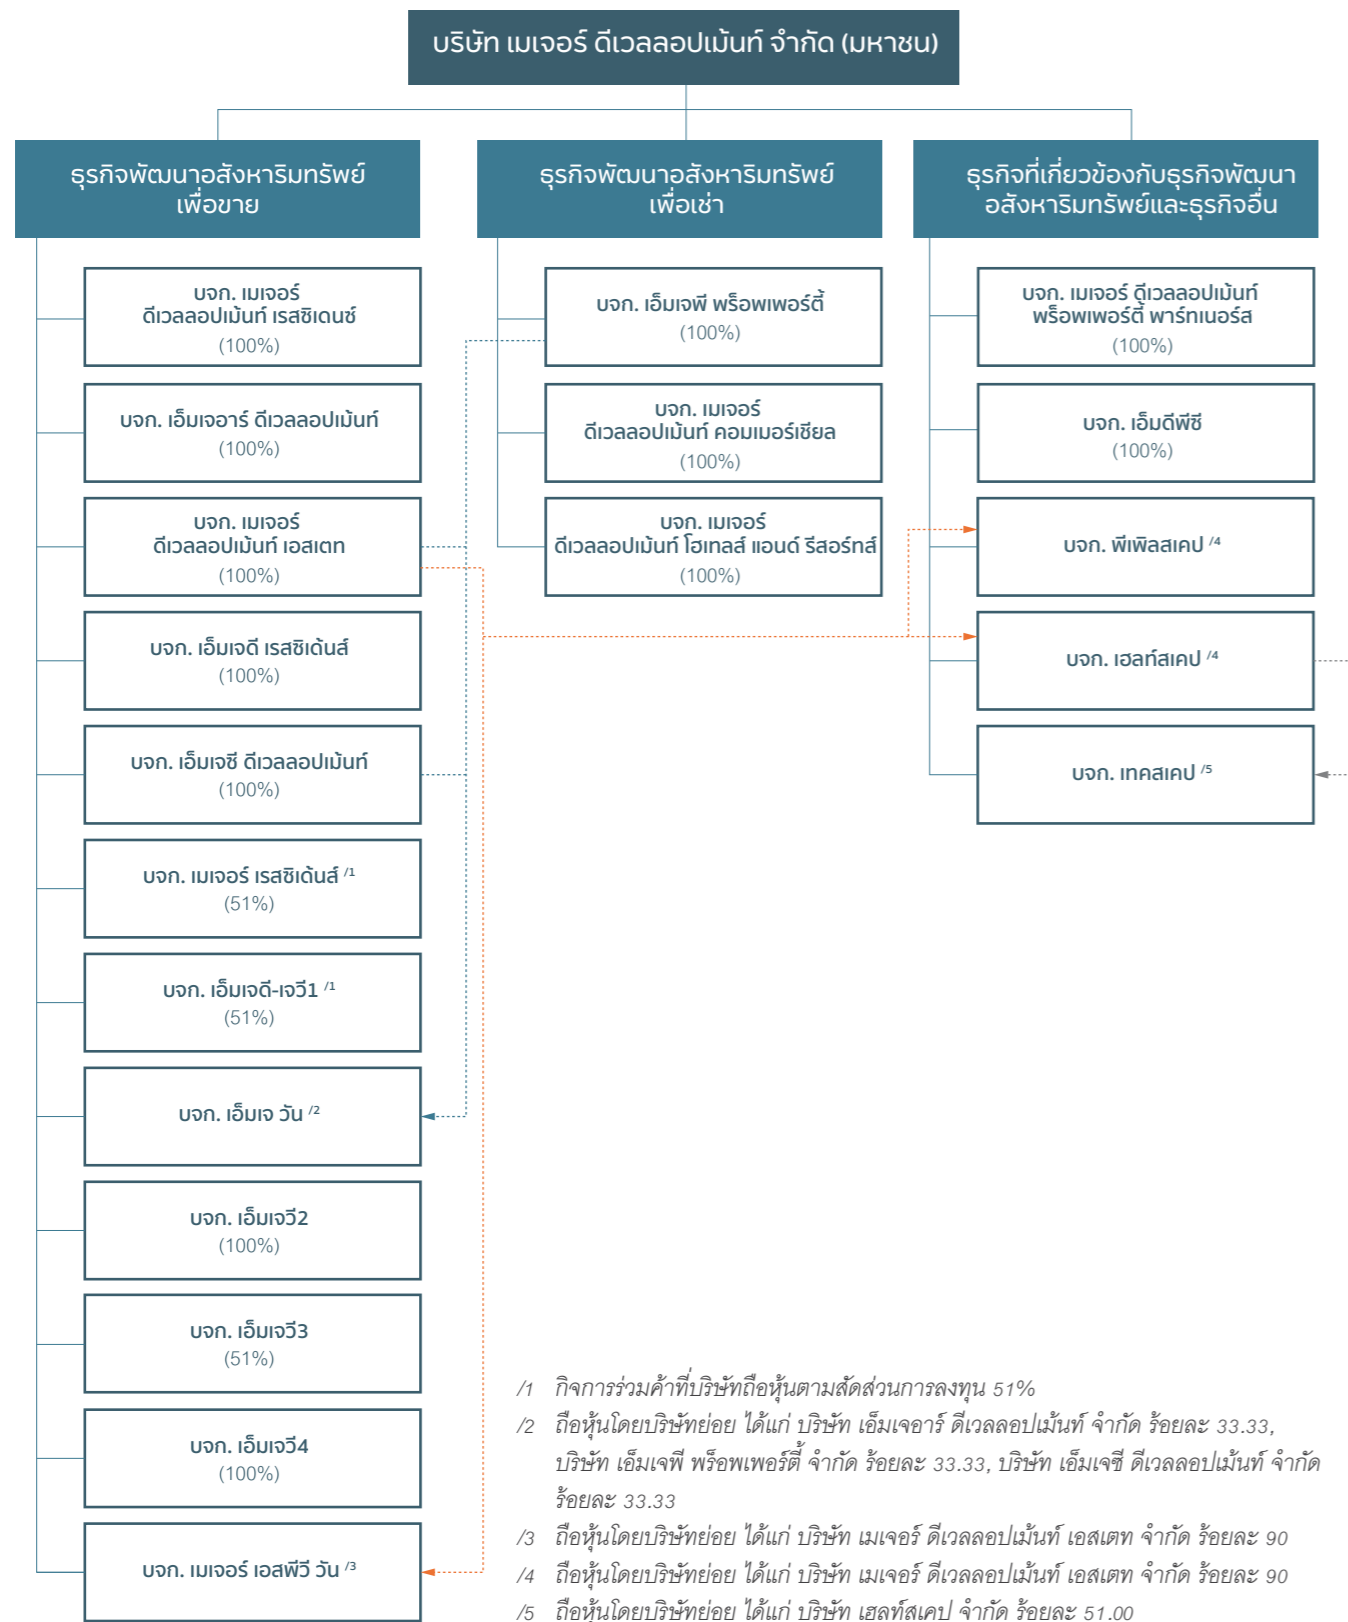 บริษัท เมเจอร์ ดีเวลลอปเม้นท์ จำกัด (มหาชน)
ธุรกิจพัฒนาอสังหาริมทรัพย์
เพื่อขาย
บจก. เมเจอร์
ดีเวลลอปเม้นท์ เรสซิเดนซ์
(100%)
บจก. เอ็มเจอาร์ ดีเวลลอปเม้นท์
(100%)
บจก. เมเจอร์
ดีเวลลอปเม้นท์ เอสเตท
(100%)
บจก. เอ็มเจดี เรสซิเด้นส์
(100%)
บจก. เอ็มเจซี ดีเวลลอปเม้นท์
(100%)
บจก. เมเจอร์ เรสซิเด้นส์ /1
(51%)
บจก. เอ็มเจดี-เจวี1 /1
(51%)
บจก. เอ็มเจ วัน /2
บจก. เอ็มเจวี2
(100%)
บจก. เอ็มเจวี3
(51%)
บจก. เอ็มเจวี4
(100%)
บจก. เมเจอร์ เอสพีวี วัน /3
ธุรกิจพัฒนาอสังหาริมทรัพย์
เพื่อเช่า
บจก. เอ็มเจพี พร็อพเพอร์ตี้
(100%)
บจก. เมเจอร์
ดีเวลลอปเม้นท์ คอมเมอร์เชียล
(100%)
บจก. เมเจอร์
ดีเวลลอปเม้นท์ โฮเทลส์ แอนด์ รีสอร์ทส์
(100%)
ธุรกิจที่เกี่ยวข้องกับธุรกิจพัฒนา
อสังหาริมทรัพย์และธุรกิจอื่น
บจก. เมเจอร์ ดีเวลลอปเม้นท์
พร็อพเพอร์ตี้ พาร์ทเนอร์ส
(100%)
บจก. เอ็มดีพีซี
(100%)
บจก. พีเพิลสเคป /4
บจก. เฮลท์สเคป /4
บจก. เทคสเคป /5
/1 กิจการร่วมค้าที่บริษัทถือหุ้นตามสัดส่วนการลงทุน 51%
/2 ถือหุ้นโดยบริษัทย่อย ได้แก่ บริษัท เอ็มเจอาร์ ดีเวลลอปเม้นท์ จำกัด ร้อยละ 33.33,
บริษัท เอ็มเจพี พร็อพเพอร์ตี้ จำกัด ร้อยละ 33.33, บริษัท เอ็มเจซี ดีเวลลอปเม้นท์ จำกัด
ร้อยละ 33.33
/3 ถือหุ้นโดยบริษัทย่อย ได้แก่ บริษัท เมเจอร์ ดีเวลลอปเม้นท์ เอสเตท จำกัด ร้อยละ 90
/4 ถือหุ้นโดยบริษัทย่อย ได้แก่ บริษัท เมเจอร์ ดีเวลลอปเม้นท์ เอสเตท จำกัด ร้อยละ 90
/5 ถือหุ้นโดยบริษัทย่อย ได้แก่ บริษัท เฮลท์สเคป จำกัด ร้อยละ 51.00